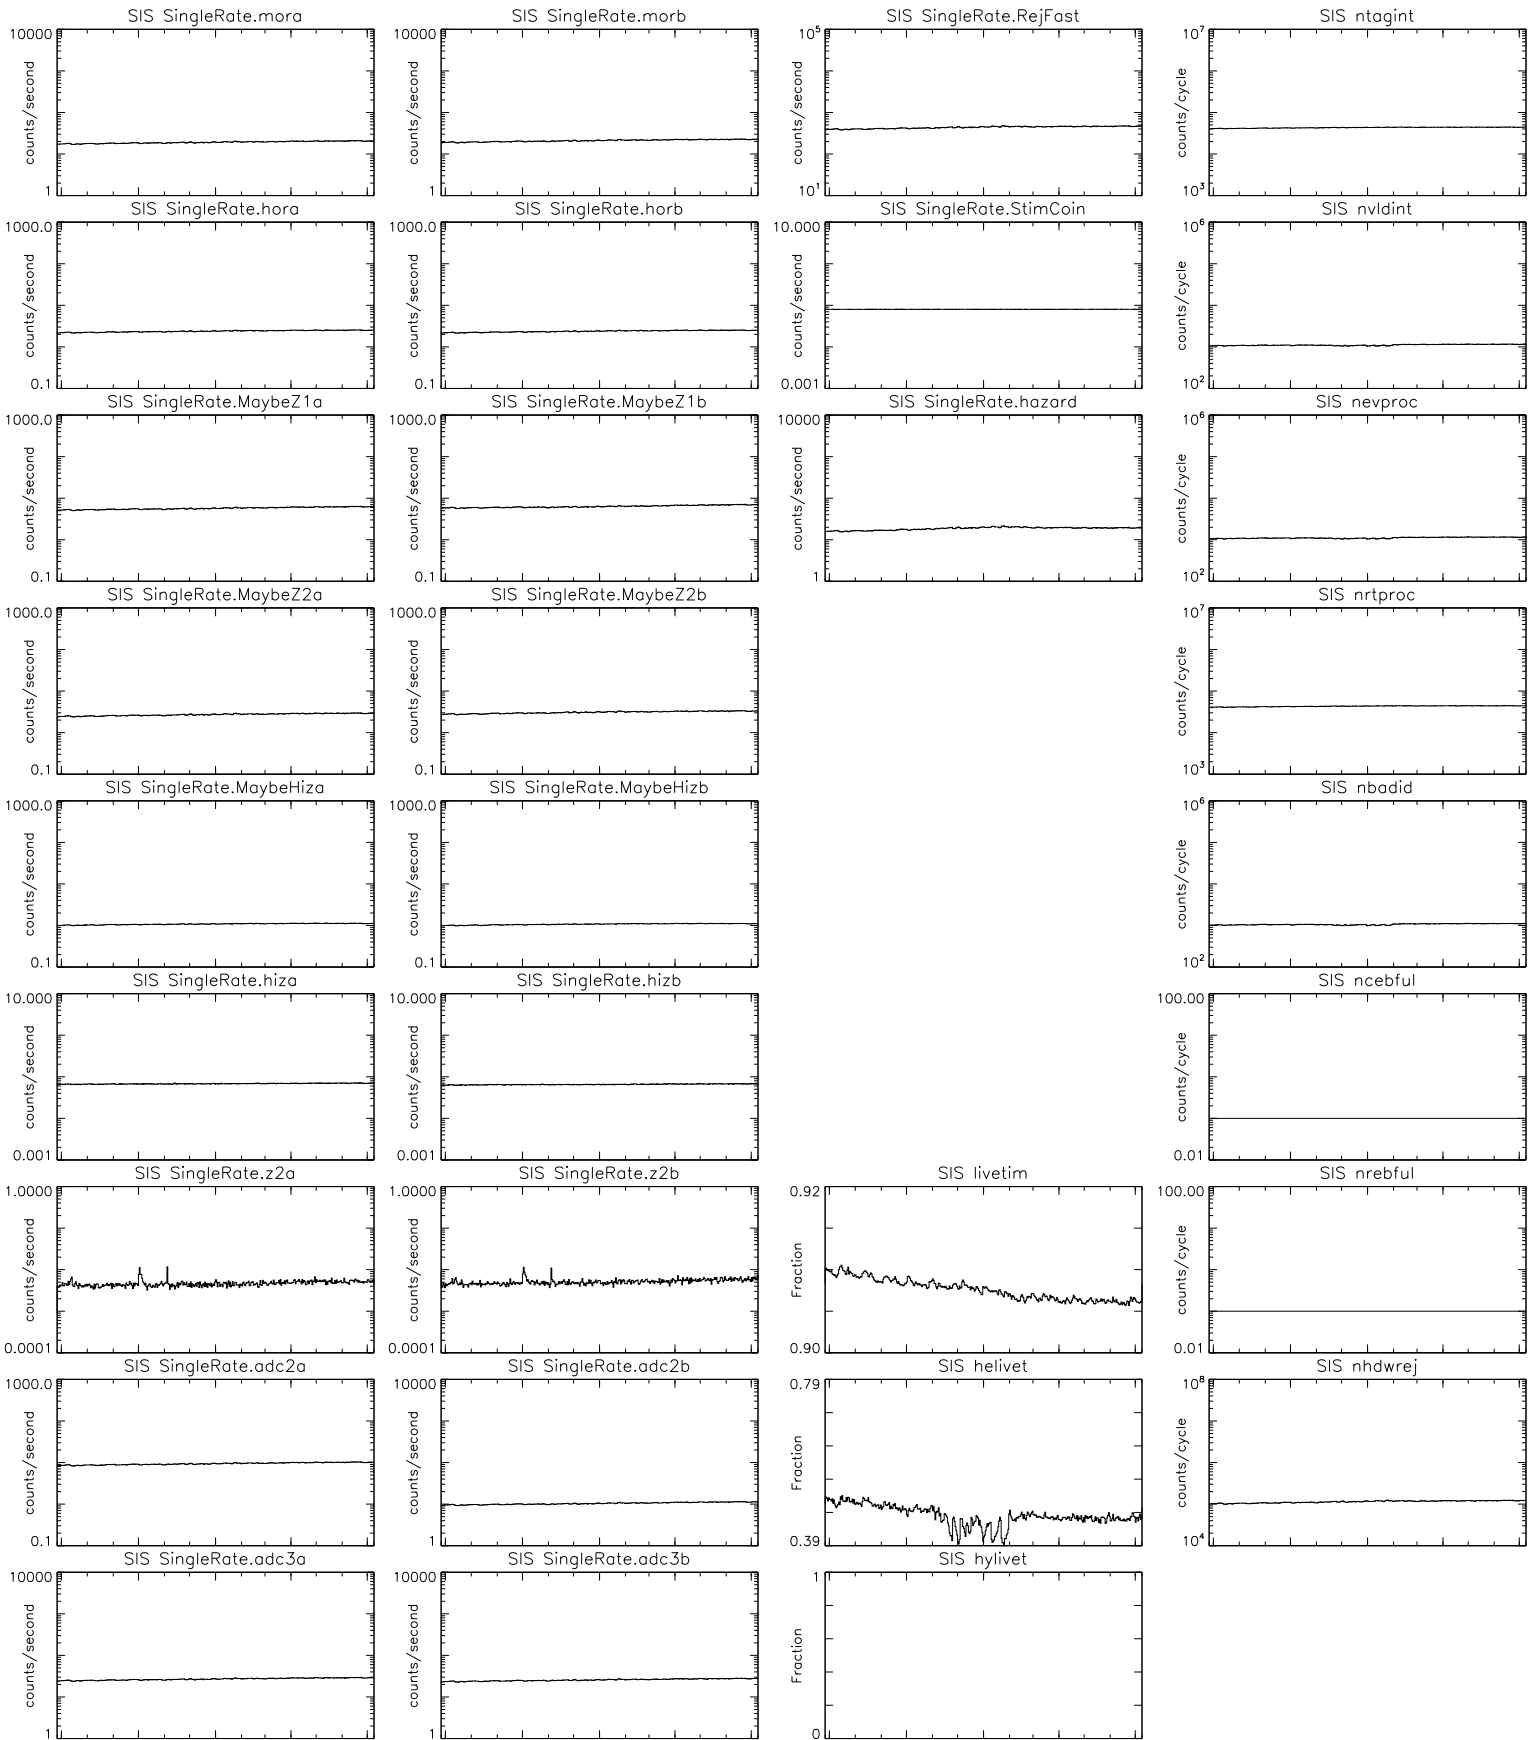 SIS SingleRate.mora
10000
counts/second
1
SIS SingleRate.morb
10000
counts/second
1
SIS SingleRate.RejFast
10^5
counts/second
10^1
SIS ntagint
10^7
counts/cycle
10^3
SIS SingleRate.hora
1000.0
counts/second
0.1
SIS SingleRate.horb
1000.0
counts/second
0.1
SIS SingleRate.StimCoin
10.000
counts/second
0.001
SIS nvldint
10^6
counts/cycle
10^2
SIS SingleRate.MaybeZ1a
1000.0
counts/second
0.1
SIS SingleRate.MaybeZ1b
1000.0
counts/second
0.1
SIS SingleRate.hazard
10000
counts/second
1
SIS nevproc
10^6
counts/cycle
10^2
SIS SingleRate.MaybeZ2a
1000.0
counts/second
0.1
SIS SingleRate.MaybeZ2b
1000.0
counts/second
0.1
SIS nrtproc
10^7
counts/cycle
10^3
SIS SingleRate.MaybeHiza
1000.0
counts/second
0.1
SIS SingleRate.MaybeHizb
1000.0
counts/second
0.1
SIS nbadid
10^6
counts/cycle
10^2
SIS SingleRate.hiza
10.000
counts/second
0.001
SIS SingleRate.hizb
10.000
counts/second
0.001
SIS ncebful
100.00
counts/cycle
0.01
SIS SingleRate.z2a
1.0000
counts/second
0.0001
SIS SingleRate.z2b
1.0000
counts/second
0.0001
SIS livetim
0.92
Fraction
0.90
SIS nrebful
100.00
counts/cycle
0.01
SIS SingleRate.adc2a
1000.0
counts/second
0.1
SIS SingleRate.adc2b
10000
counts/second
1
SIS helivet
0.79
Fraction
0.39
SIS nhdwrej
10^8
counts/cycle
10^4
SIS SingleRate.adc3a
10000
counts/second
1
SIS SingleRate.adc3b
10000
counts/second
1
SIS hylivet
1
Fraction
0